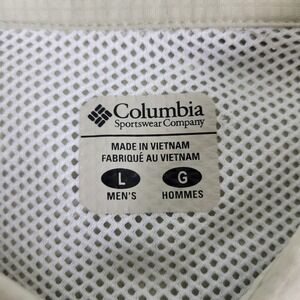 Columbia
Sportswear Company
MADE IN VIETNAM
FABRIQUÉ AU VIETNAM
L G
MEN'S HOMMES